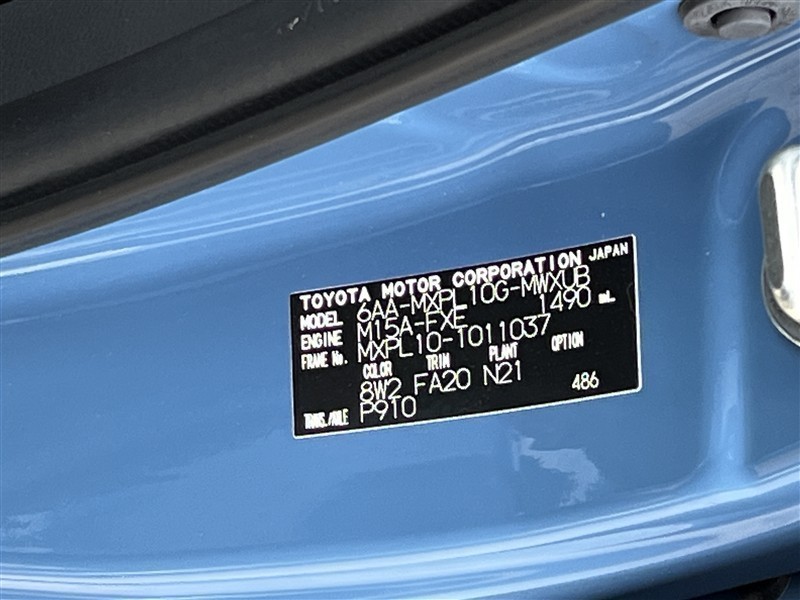 TOYOTA MOTOR CORPORATION JAPAN
MODEL 6AA-MXPL10G-MWXUB
ENGINE M15A-FXE 1490 mL
FRAME No. MXPL10-1011037
COLOR TRIM PLANT OPTION
8W2 FA20 N21 486
TRANS./AXLE P910